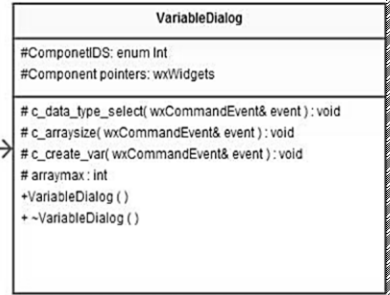 VariableDialog
#ComponetIDS: enum Int
#Component pointers: wxWidgets
# c_data_type_select( wxCommandEvent& event ) : void
# c_arraysize( wxCommandEvent& event ) : void
# c_create_var( wxCommandEvent& event ) : void
# arraymax : int
+VariableDialog ( )
+ ~VariableDialog ( )